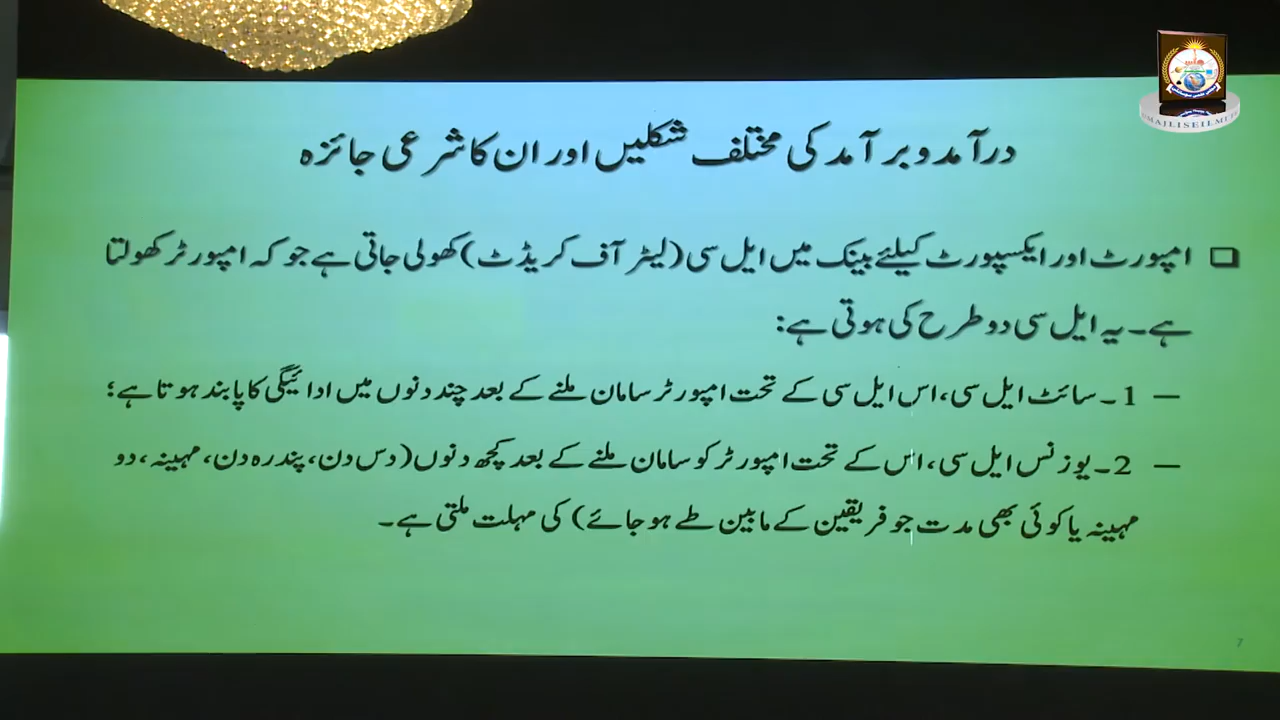 درآمد و برآمد کی مختلف شکلیں اور ان کا شرعی جائزہ
❑ امپورٹ اور ایکسپورٹ کیلئے بینک میں ایل سی (لیٹر آف کریڈٹ) کھولی جاتی ہے جو کہ امپورٹر کھولتا
ہے۔ یہ ایل سی دو طرح کی ہوتی ہے:
— 1۔ سائٹ ایل سی، اس ایل سی کے تحت امپورٹر سامان ملنے کے بعد چند دنوں میں ادائیگی کا پابند ہوتا ہے؛
— 2۔ یوزنس ایل سی، اس کے تحت امپورٹر کو سامان ملنے کے بعد کچھ دنوں (دس دن، پندرہ دن، مہینہ، دو
مہینہ یا کوئی بھی مدت جو فریقین کے مابین طے ہو جائے) کی مہلت ملتی ہے۔
7